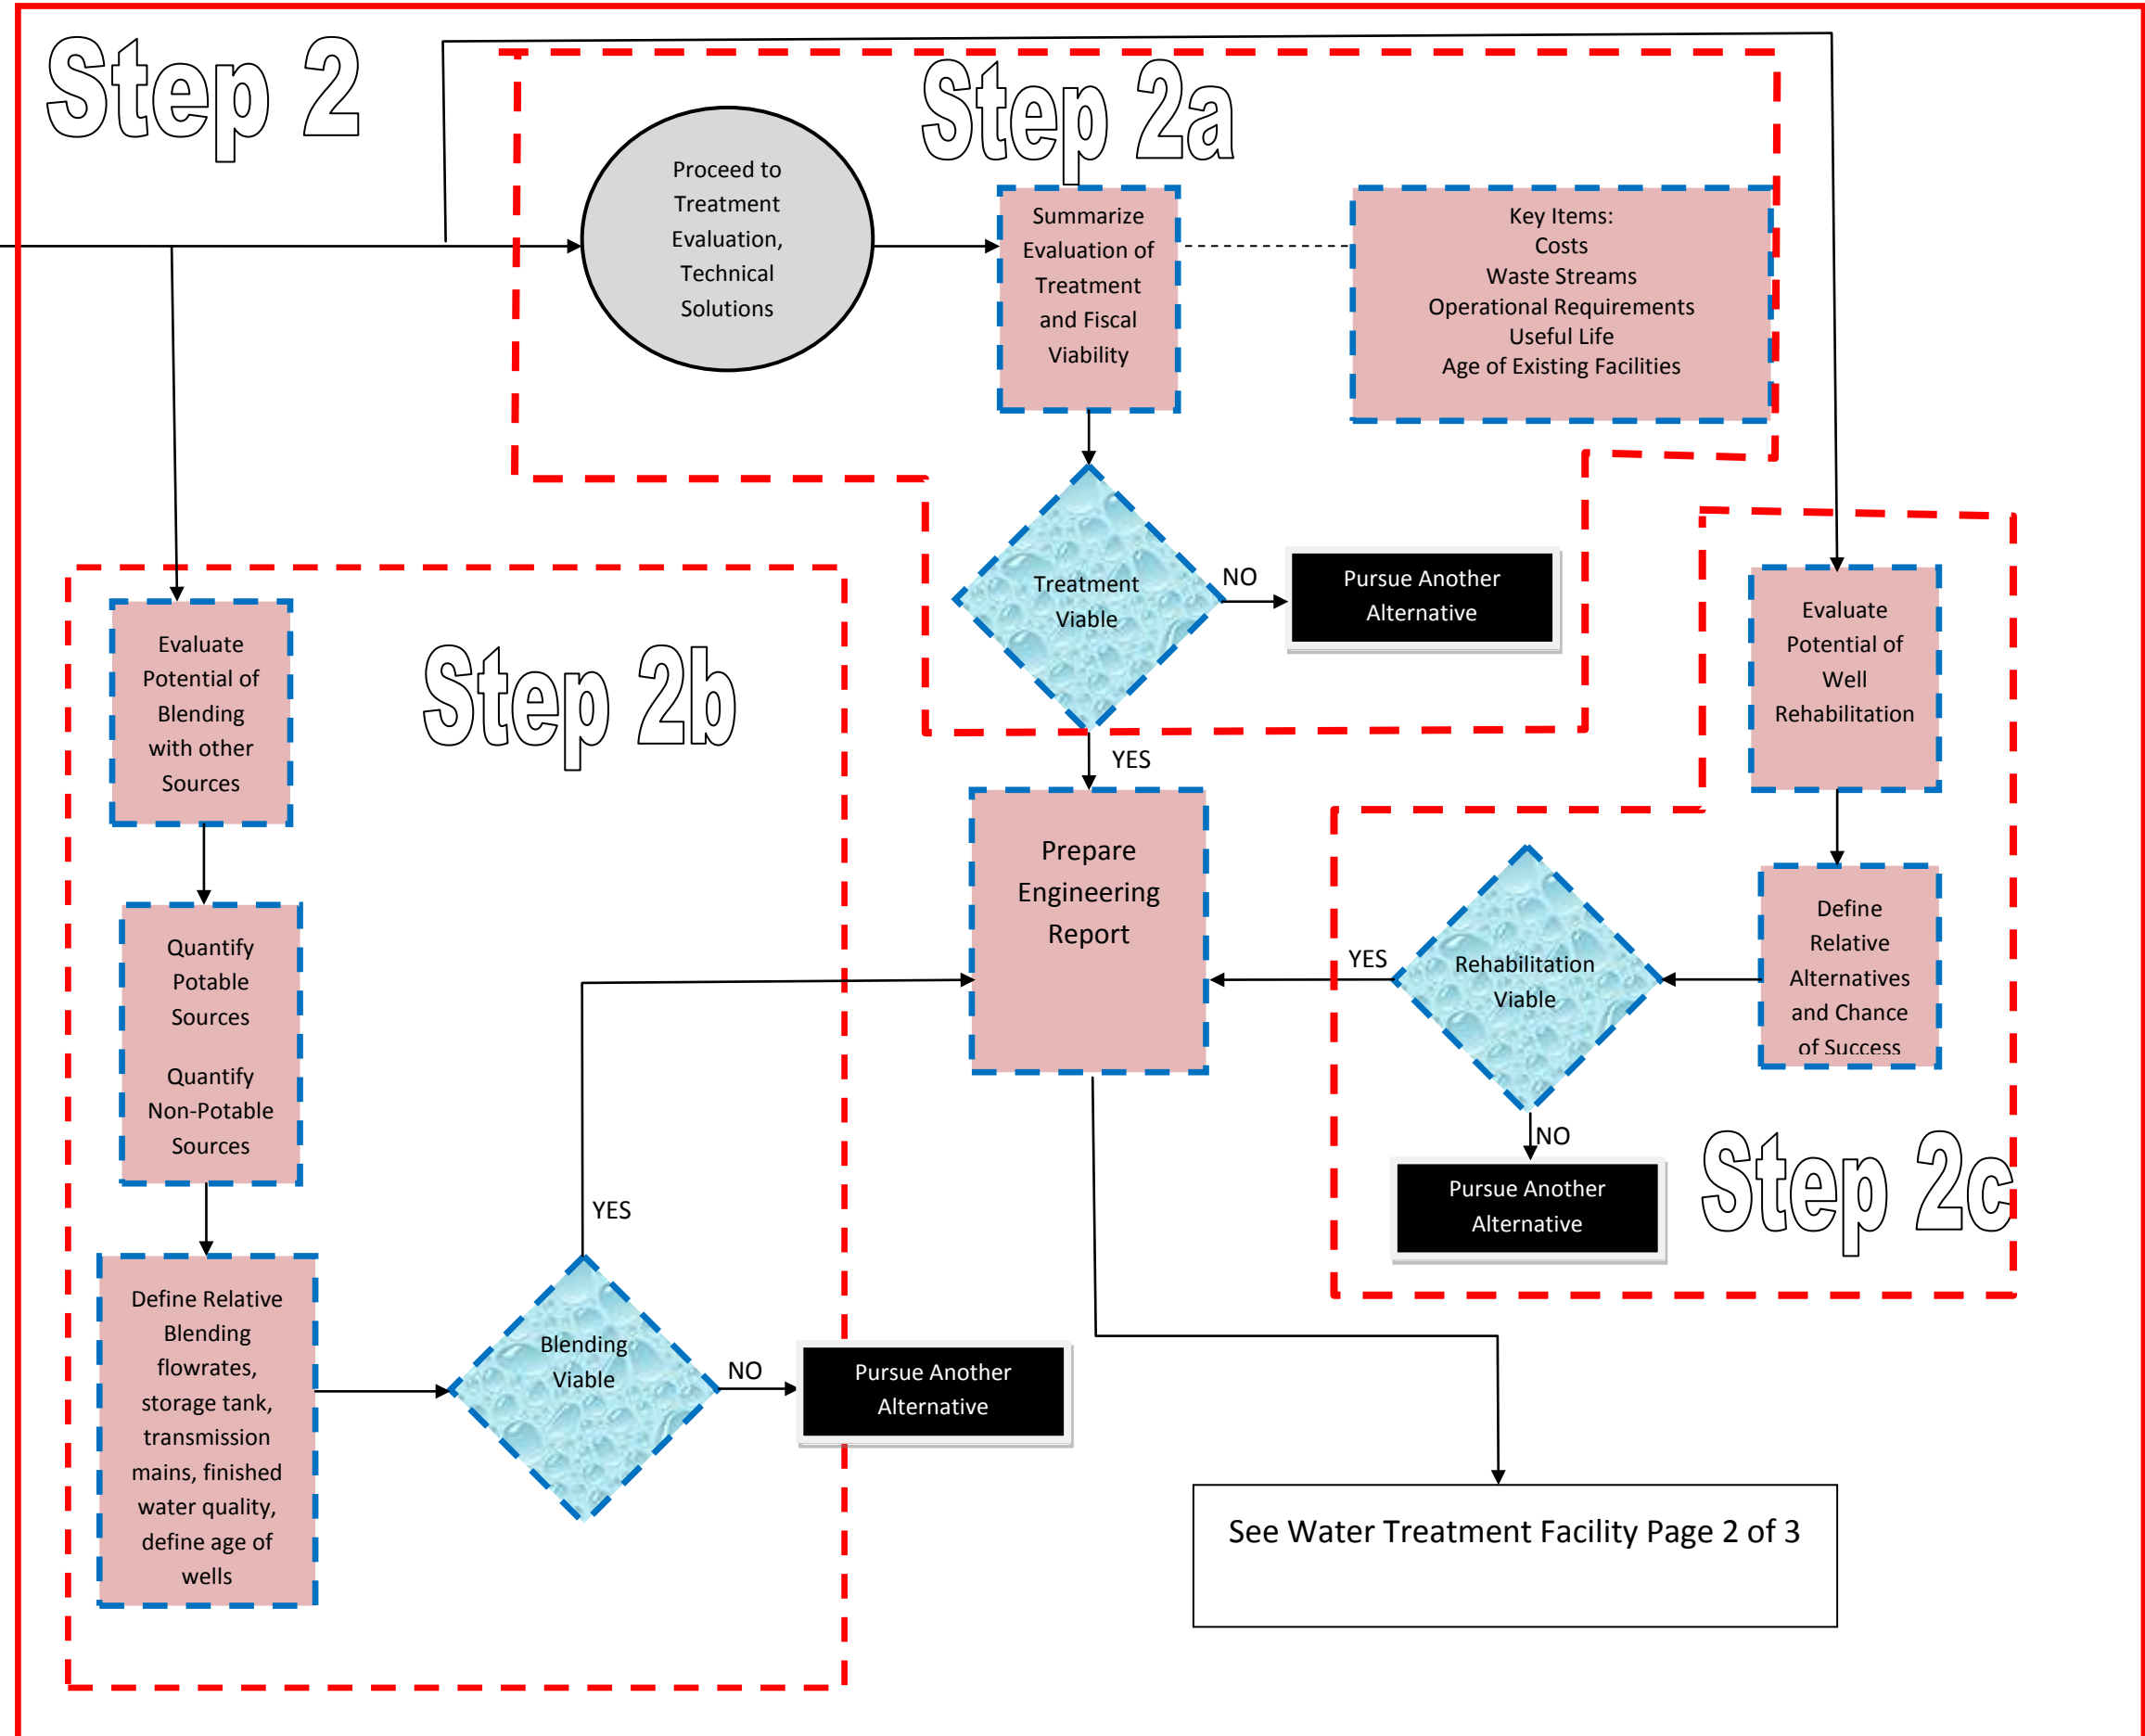 Step 2
Step 2a
Proceed to
Treatment
Evaluation,
Technical
Solutions
Summarize
Evaluation of
Treatment
and Fiscal
Viability
Key Items:
Costs
Waste Streams
Operational Requirements
Useful Life
Age of Existing Facilities
Treatment
Viable
NO
Pursue Another
Alternative
YES
Step 2b
Evaluate
Potential of
Blending
with other
Sources
Quantify
Potable
Sources
Quantify
Non-Potable
Sources
Define Relative
Blending
flowrates,
storage tank,
transmission
mains, finished
water quality,
define age of
wells
Blending
Viable
YES
NO
Pursue Another
Alternative
Prepare
Engineering
Report
Evaluate
Potential of
Well
Rehabilitation
Define
Relative
Alternatives
and Chance
of Success
Rehabilitation
Viable
YES
NO
Pursue Another
Alternative
Step 2c
See Water Treatment Facility Page 2 of 3